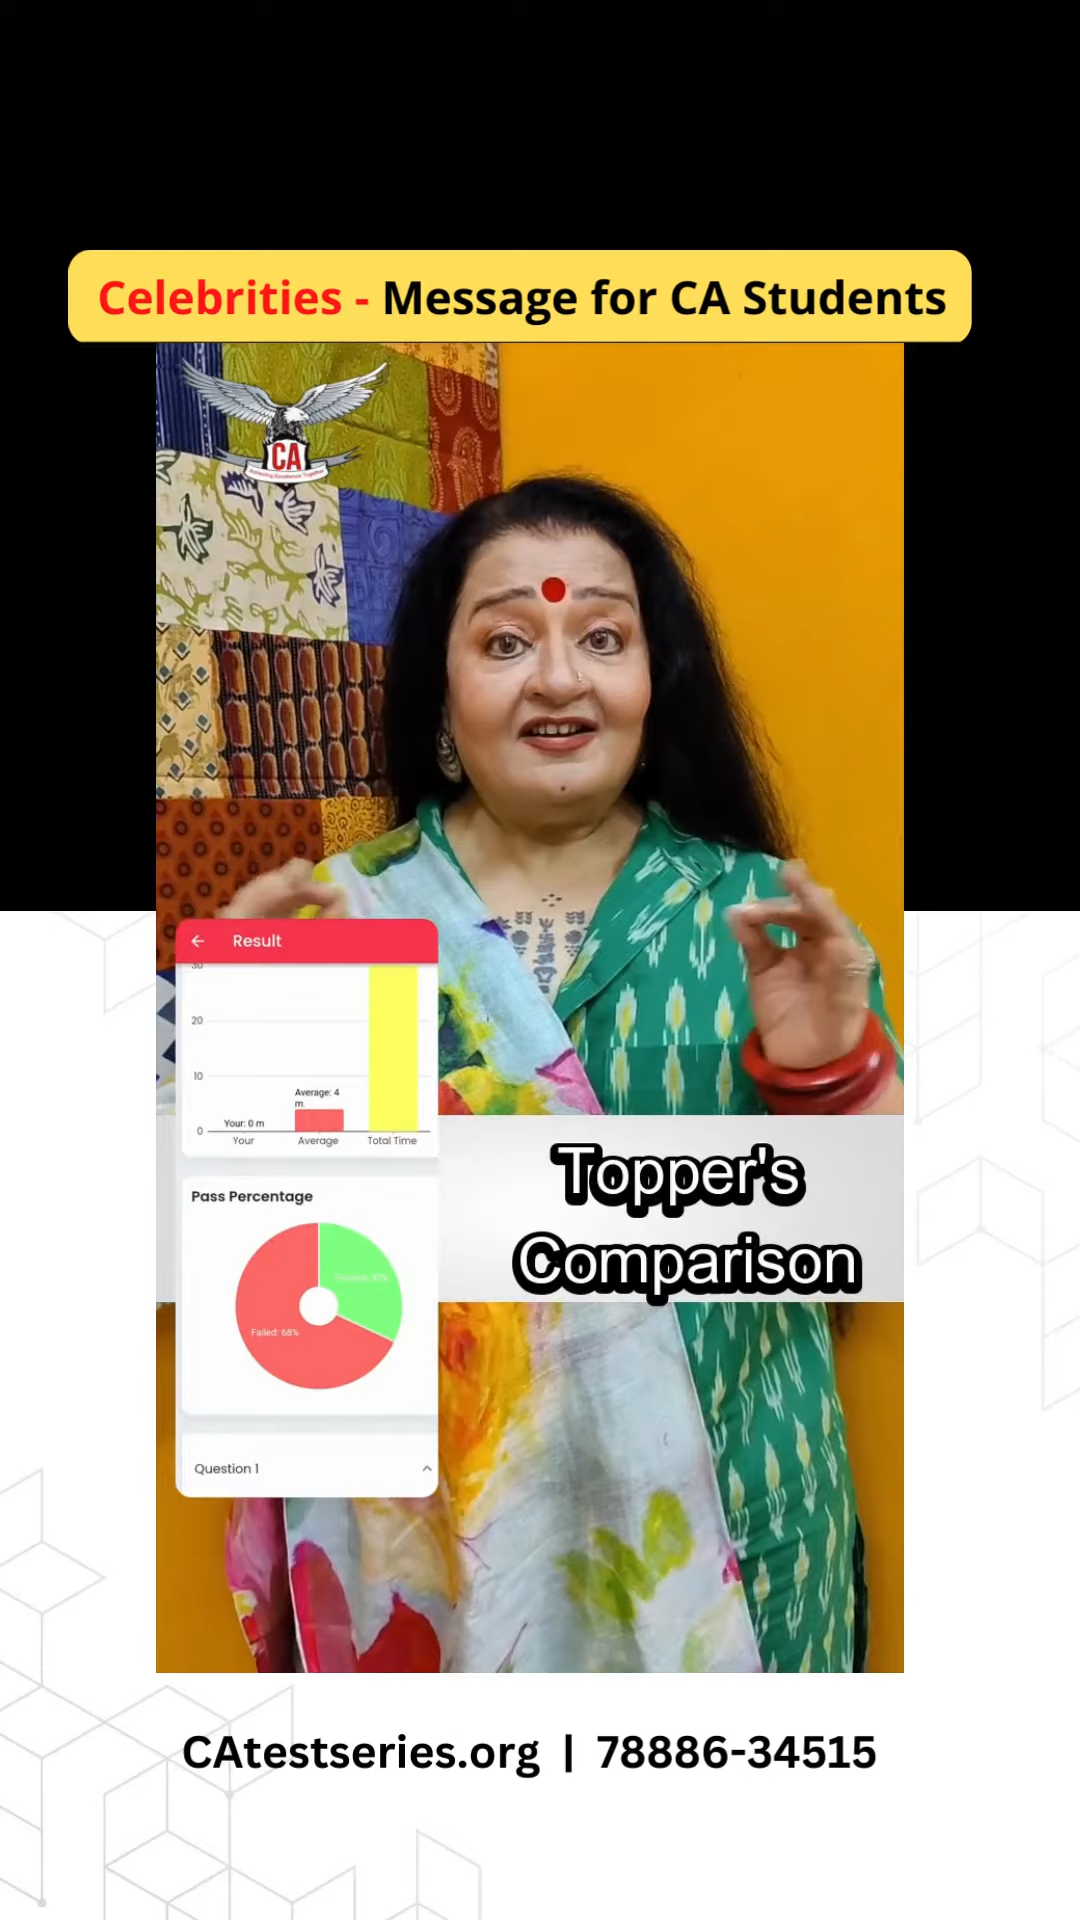 Celebrities - Message for CA Students
CA
Result
30
20
10
0
Average: 4
m
Your: 0 m
Your
Average
Total Time
Topper's
Comparison
Pass Percentage
Failed: 68%
Question 1
CAtestseries.org | 78886-34515